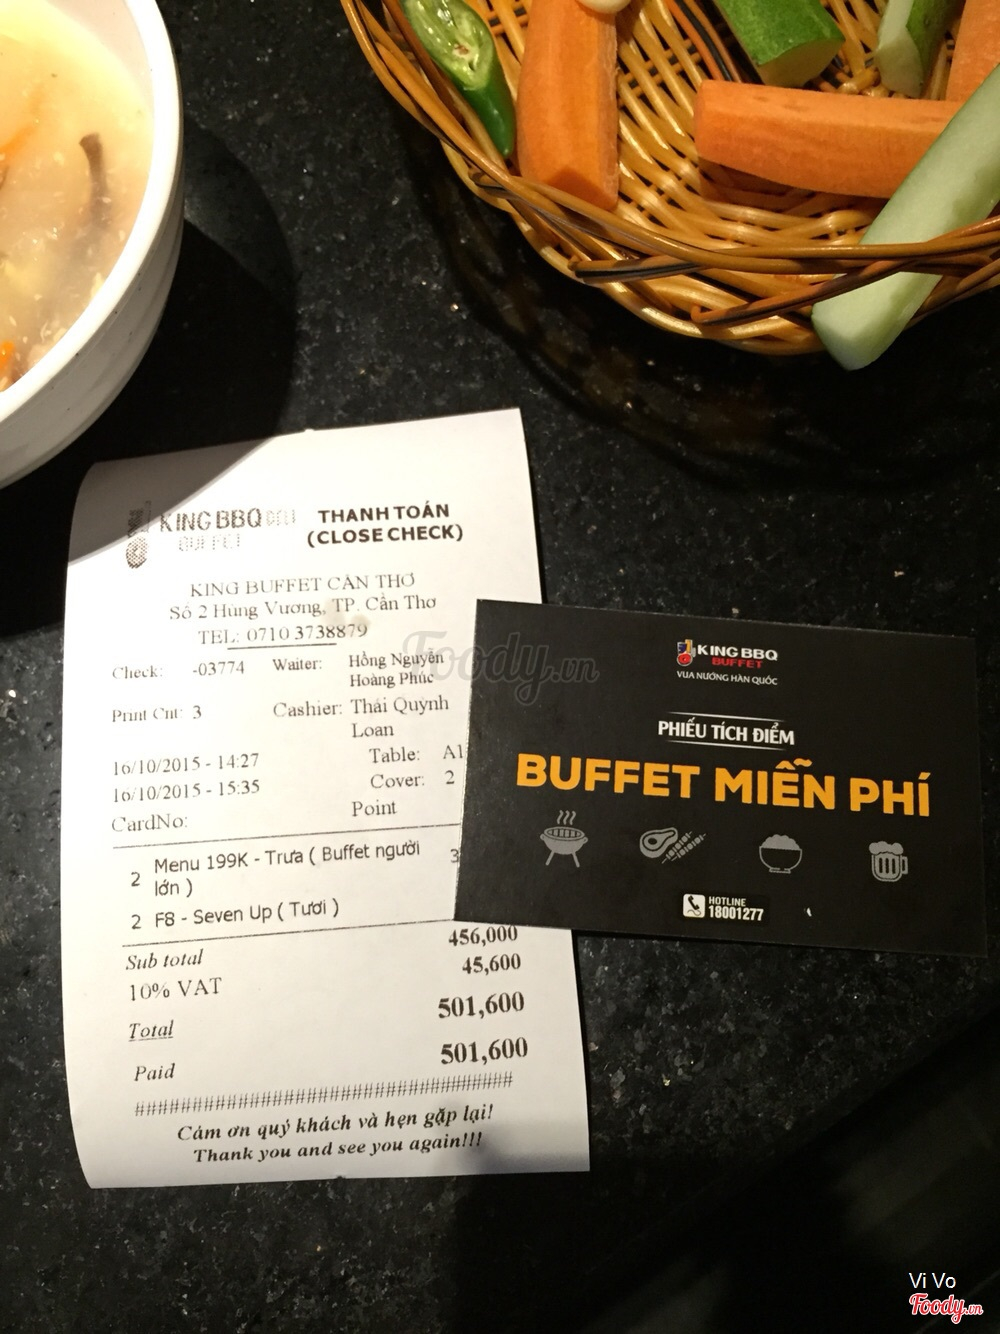 KING BBQ DELI
BUFFET
THANH TOÁN
(CLOSE CHECK)
KING BUFFET CẦN THƠ
Số 2 Hùng Vương, TP. Cần Thơ
TEL: 0710 3738879
Check: -03774 Waiter: Hồng Nguyễn
Hoàng Phúc
Print Cnt: 3 Cashier: Thái Quỳnh
Loan
16/10/2015 - 14:27 Table: A1
16/10/2015 - 15:35 Cover: 2
CardNo: Point
2 Menu 199K - Trưa ( Buffet người
lớn ) 3
2 F8 - Seven Up ( Tươi )
Sub total 456,000
10% VAT 45,600
Total 501,600
Paid 501,600
####################################
Cám ơn quý khách và hẹn gặp lại!
Thank you and see you again!!!
KING BBQ
BUFFET
VUA NƯỚNG HÀN QUỐC
PHIẾU TÍCH ĐIỂM
BUFFET MIỄN PHÍ
HOTLINE
18001277
Foody.vn
Vi Vo
Foody.vn